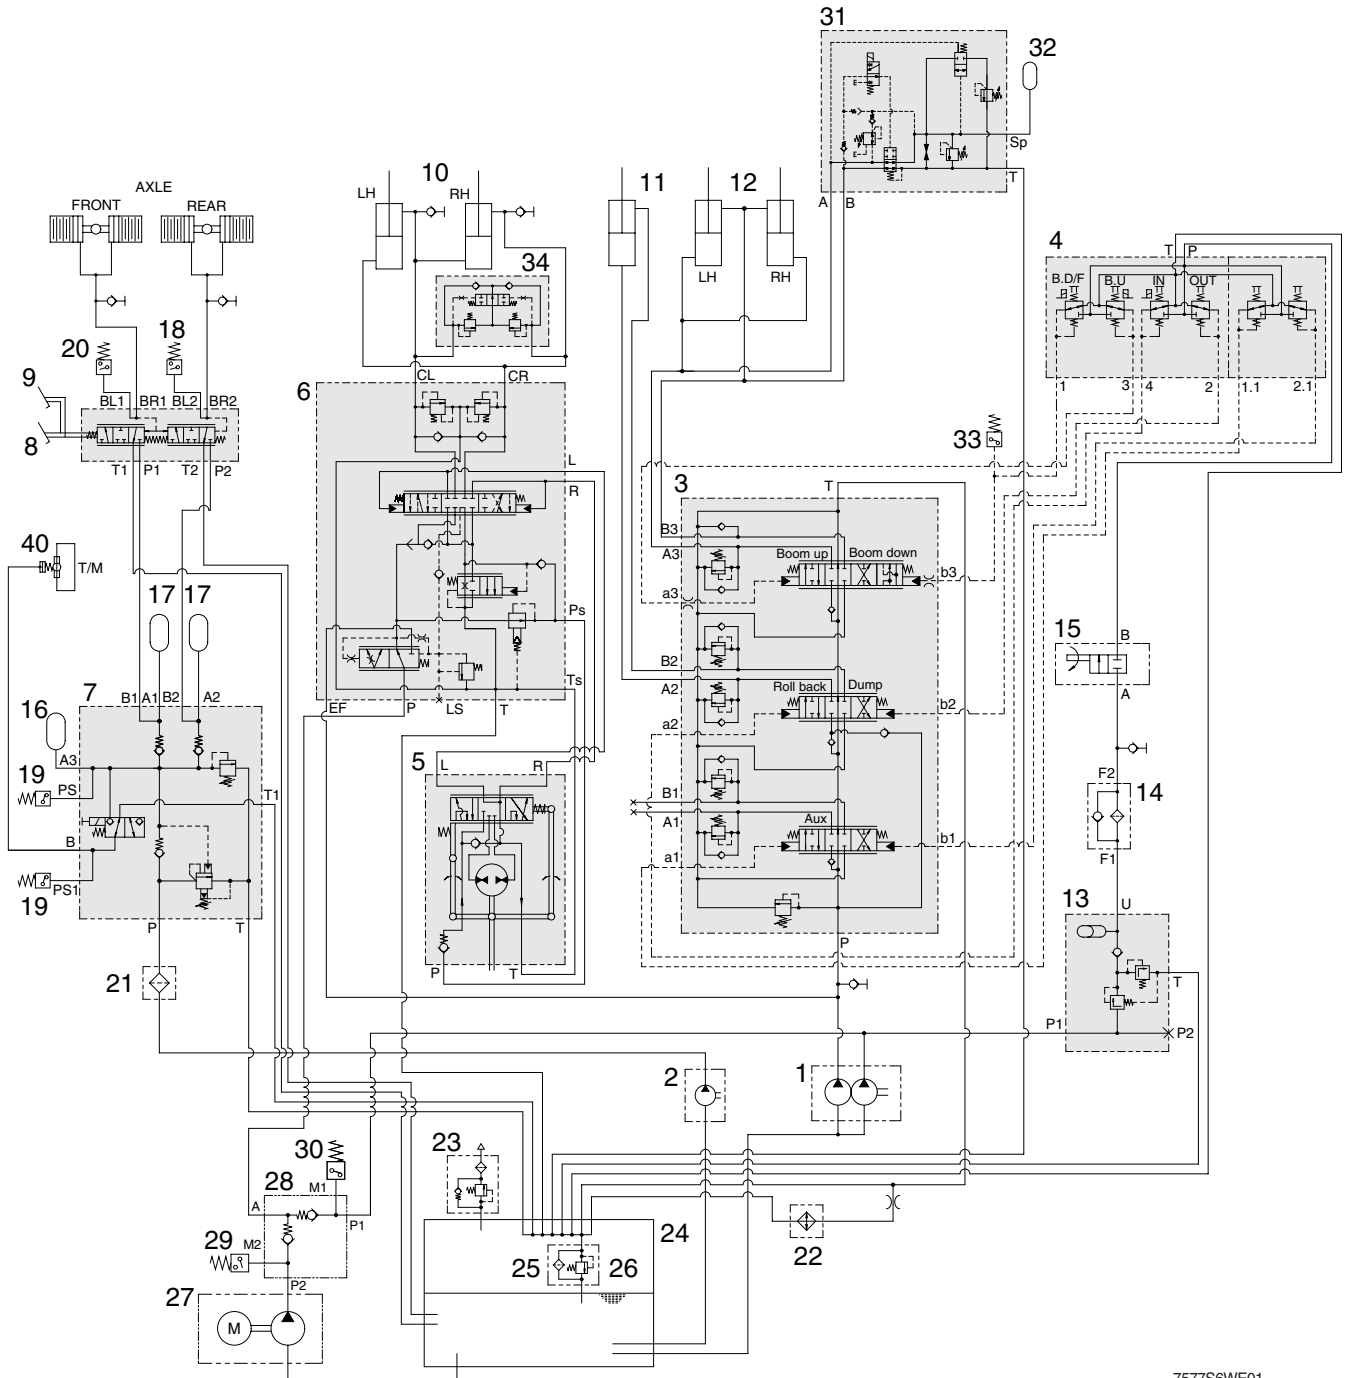 31
32
Sp
T
A
B
AXLE
FRONT
REAR
LH
10
RH
11
12
LH
RH
34
4
T
P
B.D/F
B.U
IN
OUT
1
3
4
2
1.1
2.1
20
18
9
8
BL1
BR1
BL2
BR2
T1
P1
T2
P2
6
CL
CR
L
R
33
3
T
B3
A3
Boom up
Boom down
a3
b3
B2
A2
Roll back
Dump
a2
b2
B1
A1
Aux
a1
b1
P
40
T/M
17
17
Ps
Ts
EF
P
LS
T
15
B
A
7
B1
A1
B2
A2
16
A3
19
PS
T1
B
PS1
19
P
T
5
L
R
P
T
F2
14
F1
13
U
T
P1
P2
21
2
1
23
30
28
M1
A
P1
29
M2
P2
27
M
24
25
26
22
7577S6WE01